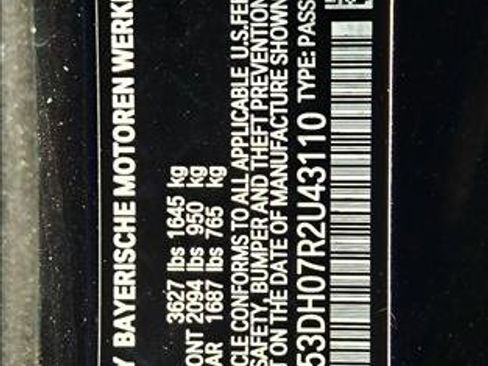 Y BAYERISCHE MOTOREN WERKE
3627 lbs 1645 kg
ONT 2094 lbs 950 kg
AR 1687 lbs 765 kg
CLE CONFORMS TO ALL APPLICABLE U.S.FE
SAFETY, BUMPER AND THEFT PREVENTION
T ON THE DATE OF MANUFACTURE SHOWN
53DH07R2U43110 TYPE: PASS